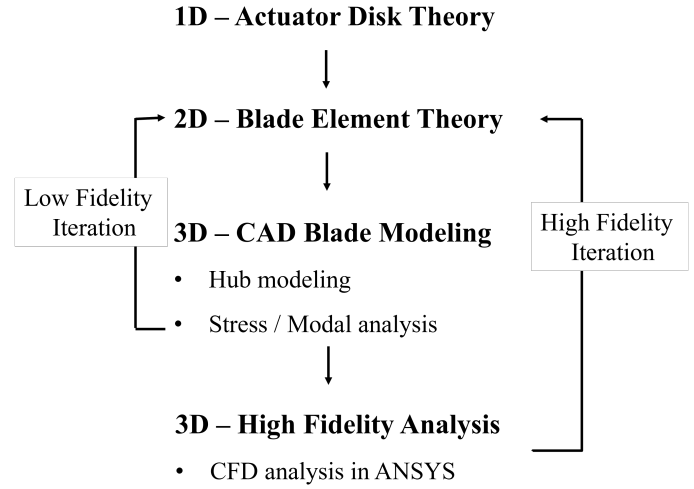 1D – Actuator Disk Theory
2D – Blade Element Theory
Low Fidelity
Iteration
High Fidelity
Iteration
3D – CAD Blade Modeling
• Hub modeling
• Stress / Modal analysis
3D – High Fidelity Analysis
• CFD analysis in ANSYS